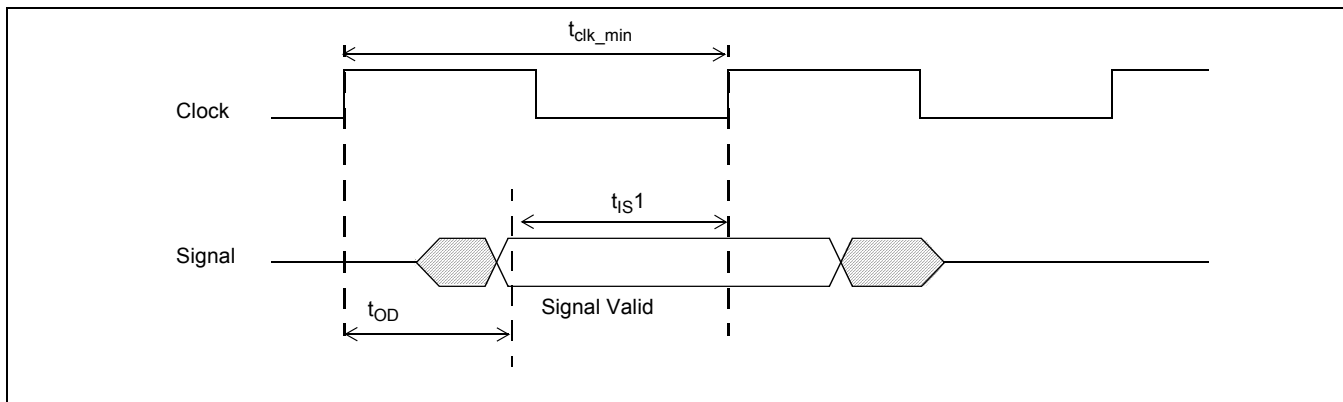 t_clk_min
Clock
t_IS1
Signal
Signal Valid
t_OD